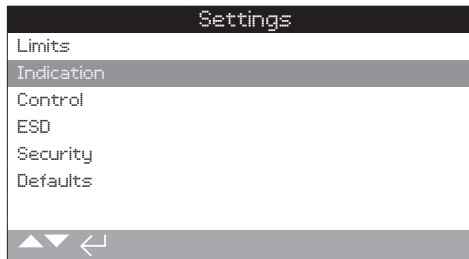 Settings
Limits
Indication
Control
ESD
Security
Defaults